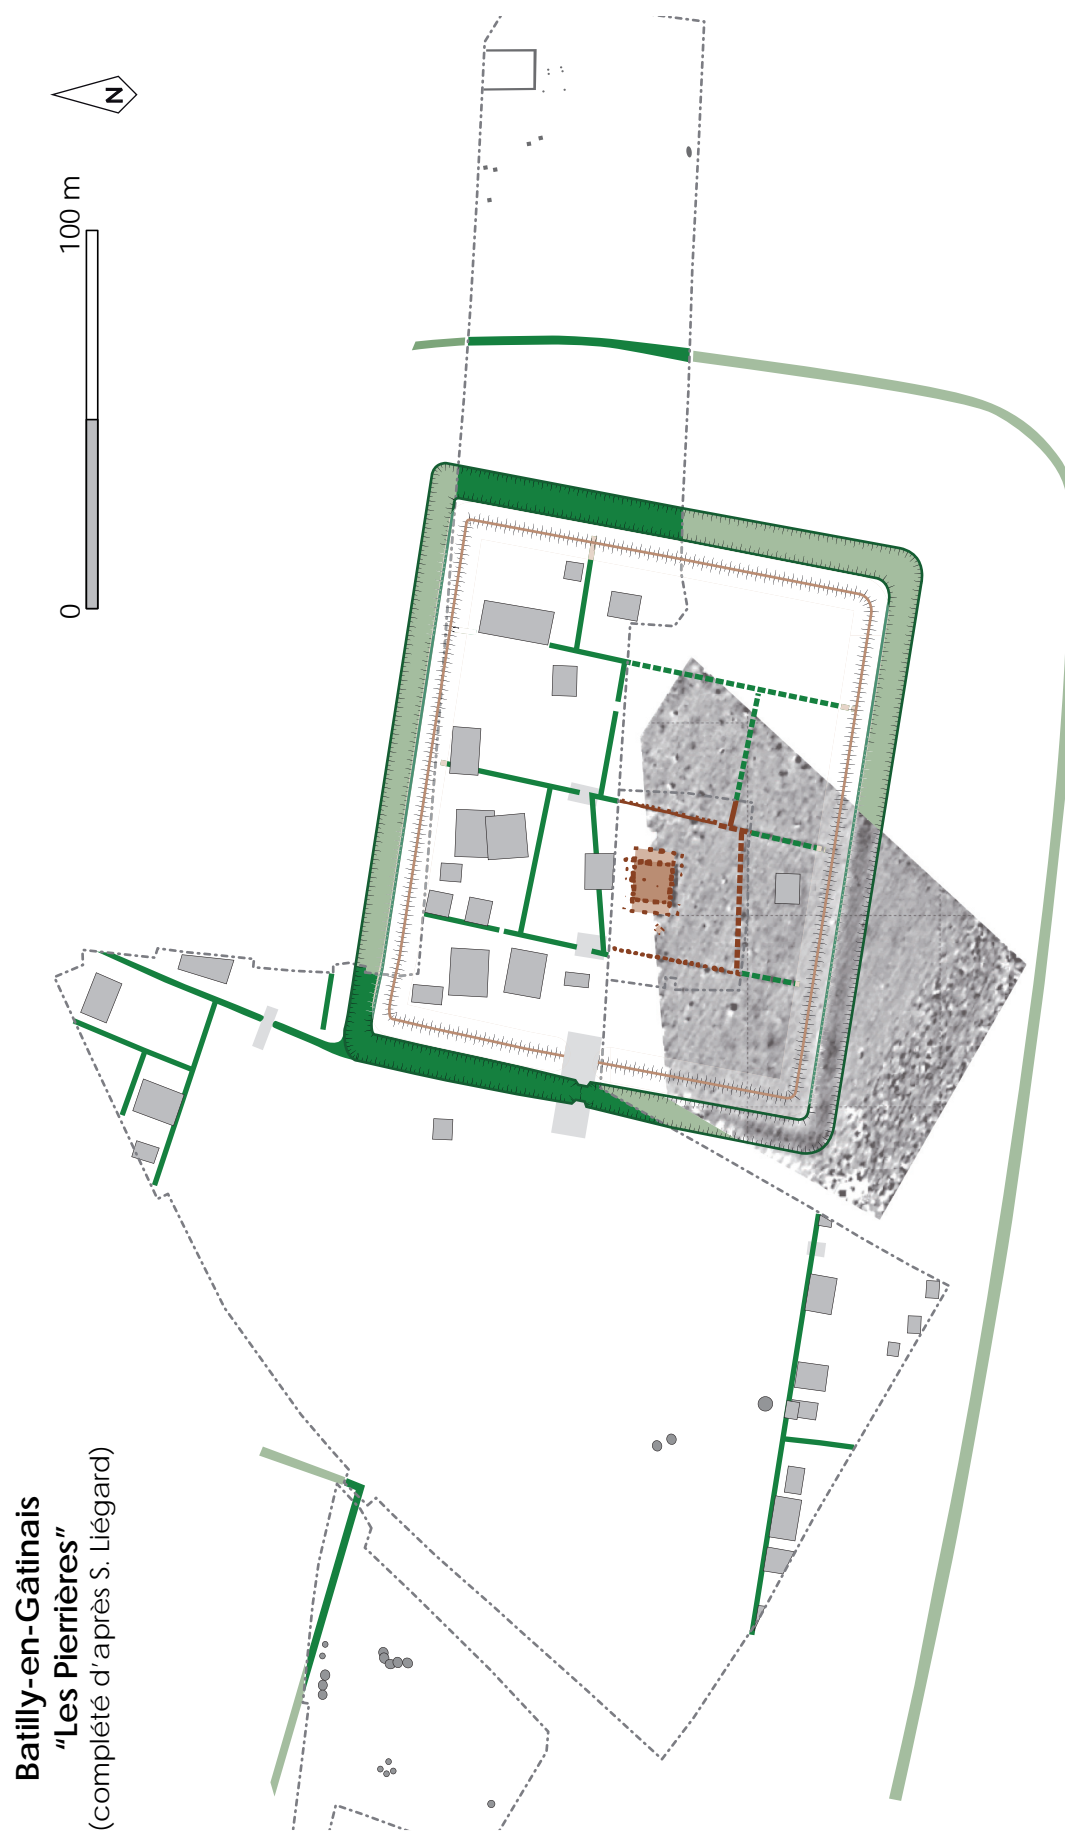 Batilly-en-Gâtinais
“Les Pierrières”
(complété d'après S. Liégard)
0
100 m
N